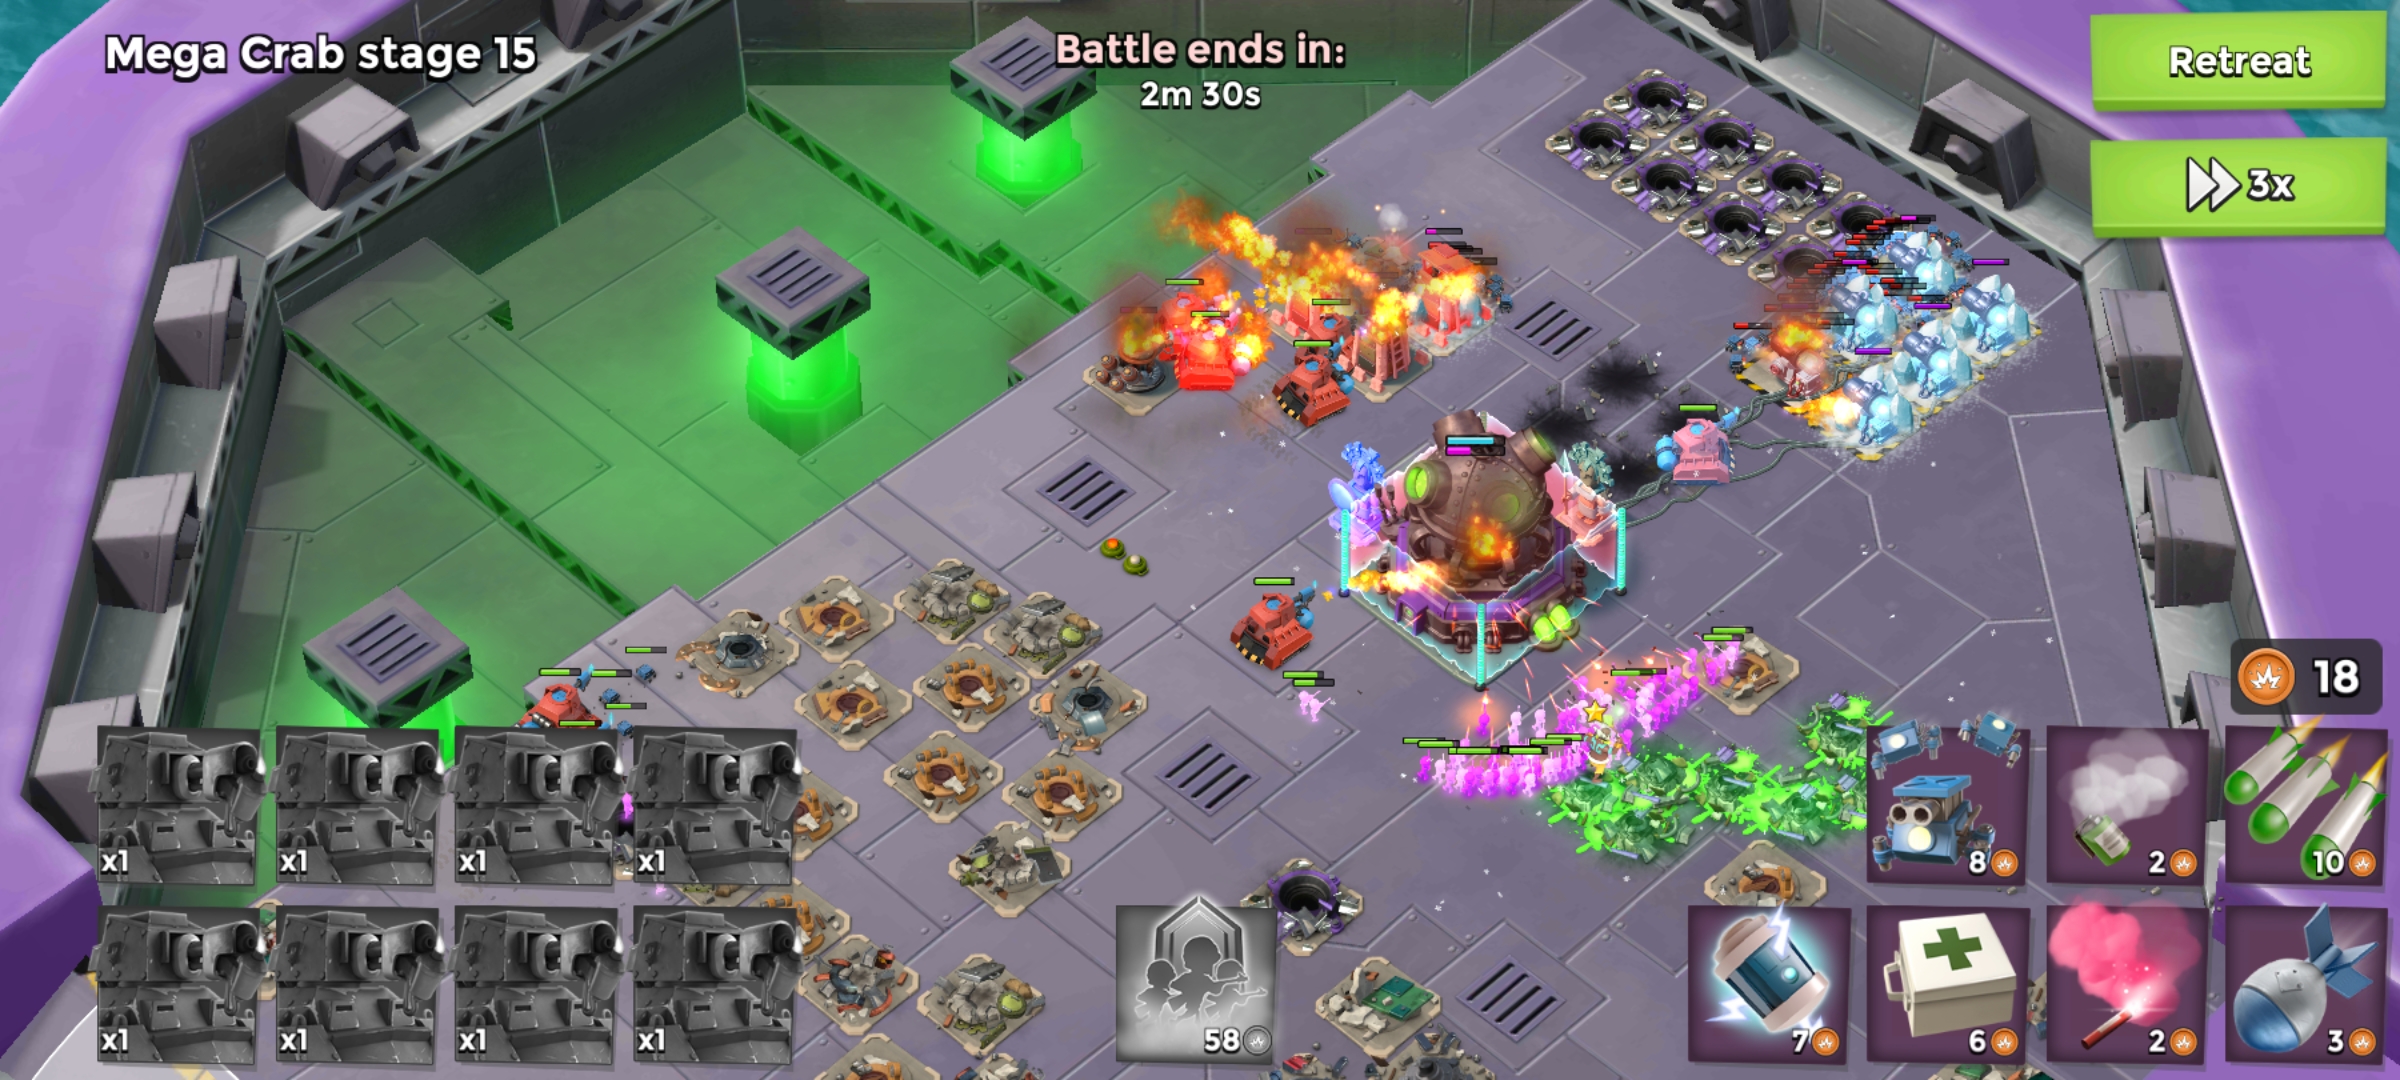 Mega Crab stage 15
Battle ends in:
2m 30s
Retreat
3x
18
8
2
10
x1
x1
x1
x1
x1
x1
x1
x1
58
7
6
2
3